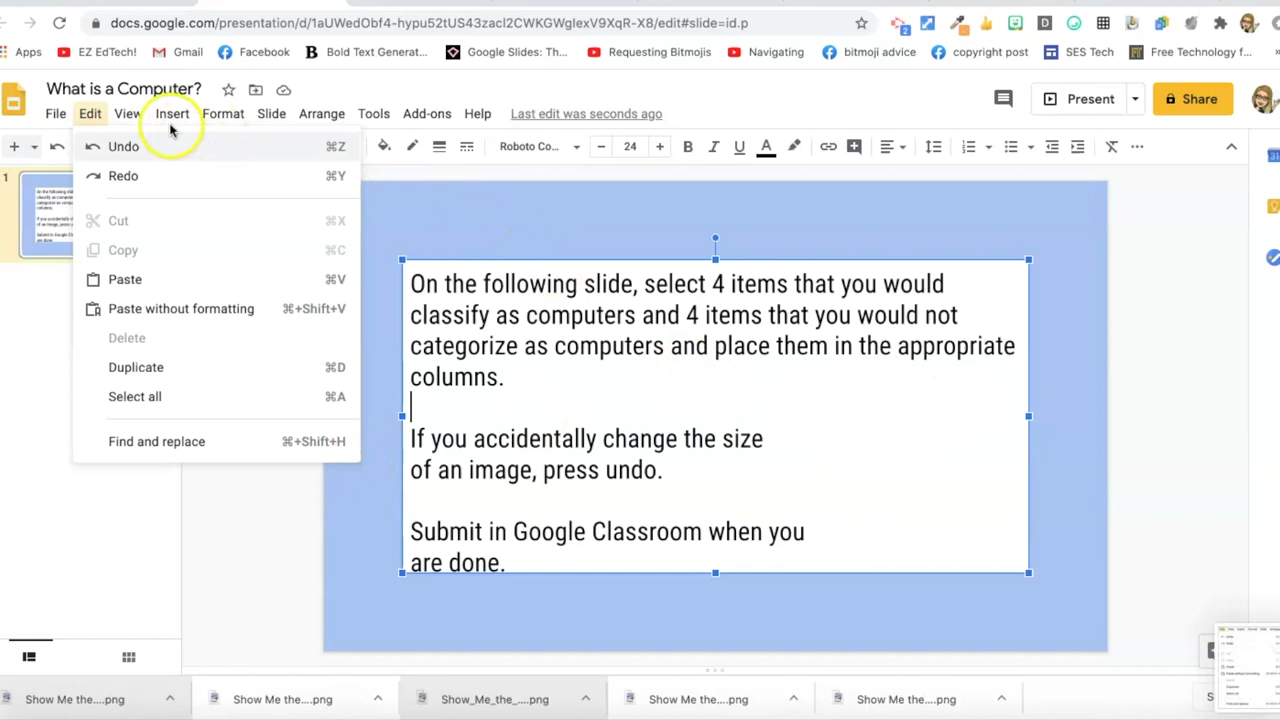 docs.google.com/presentation/d/1aUWedObf4-hypu52tUS43zacI2CWKGWglexV9XqR-X8/edit#slide=id.p
2
Apps EZ EdTech! Gmail Facebook Bold Text Generat... Google Slides: Th... Requesting Bitmojis Navigating bitmoji advice copyright post SES Tech Free Technology f...
What is a Computer?
Present Share
File Edit View Insert Format Slide Arrange Tools Add-ons Help Last edit was seconds ago
Roboto Co... 24
Undo ⌘Z
Redo ⌘Y
Cut ⌘X
Copy ⌘C
Paste ⌘V
Paste without formatting ⌘+Shift+V
Delete
Duplicate ⌘D
Select all ⌘A
Find and replace ⌘+Shift+H
1
On the following slide, select 4 items that you would
classify as computers and 4 items that you would not
categorize as computers and place them in the appropriate
columns.
If you accidentally change the size
of an image, press undo.
Submit in Google Classroom when you
are done.
Show Me the....png Show Me the....png Show Me the....png Show Me the....png